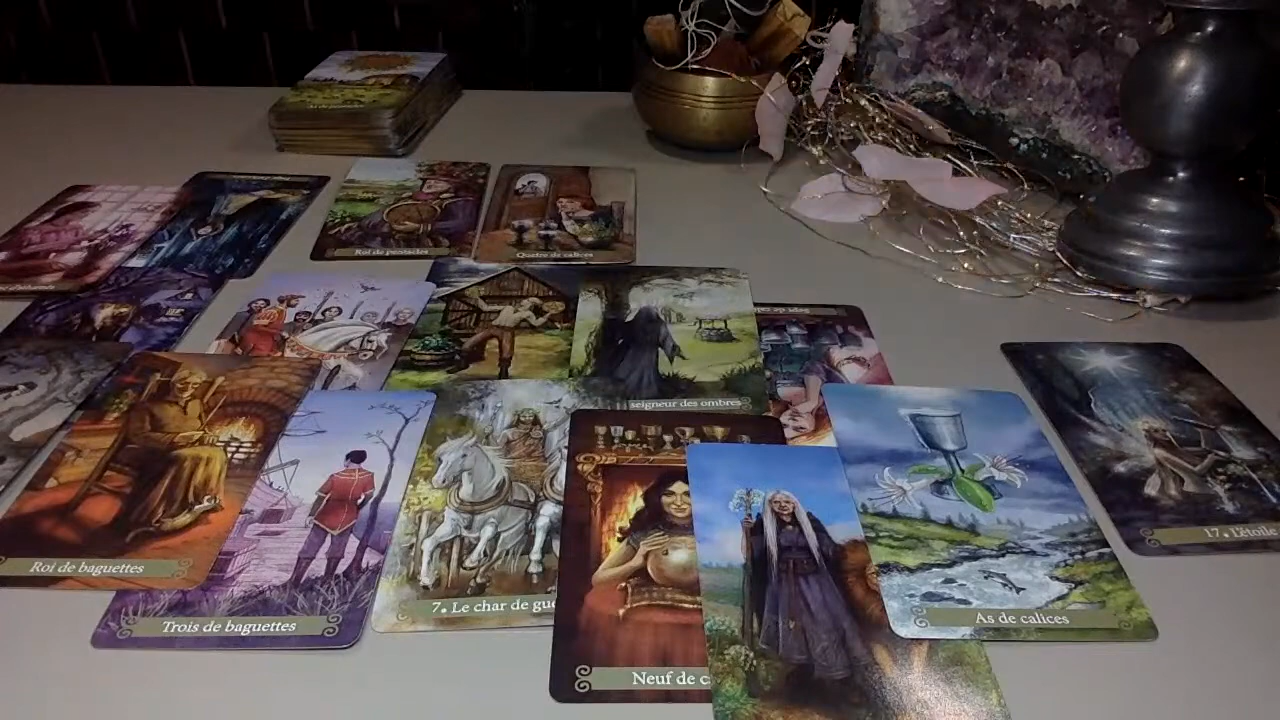 Roi de pentacles
Quatre de calices
seigneur des ombres
17. L'étoile
Roi de baguettes
Trois de baguettes
7. Le char de gue
As de calices
Neuf de c